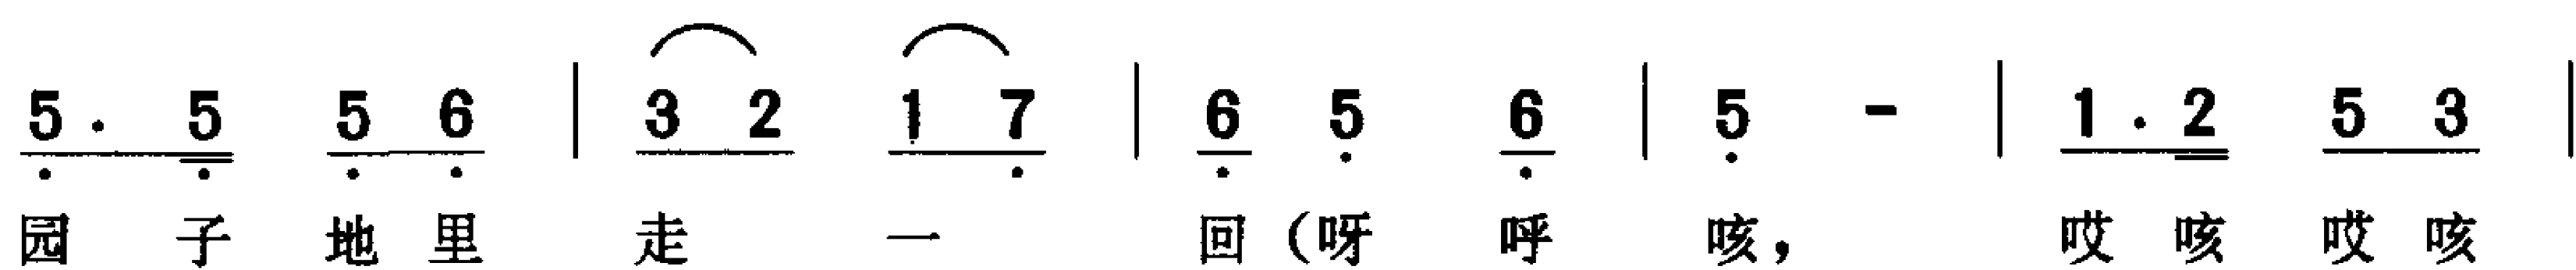 5. 5 5 6 | 3 2 1 7 | 6 5 6 | 5 - | 1. 2 5 3 |
园 子 地 里 走 一 回（呀 呼 咳， 哎 咳 哎 咳